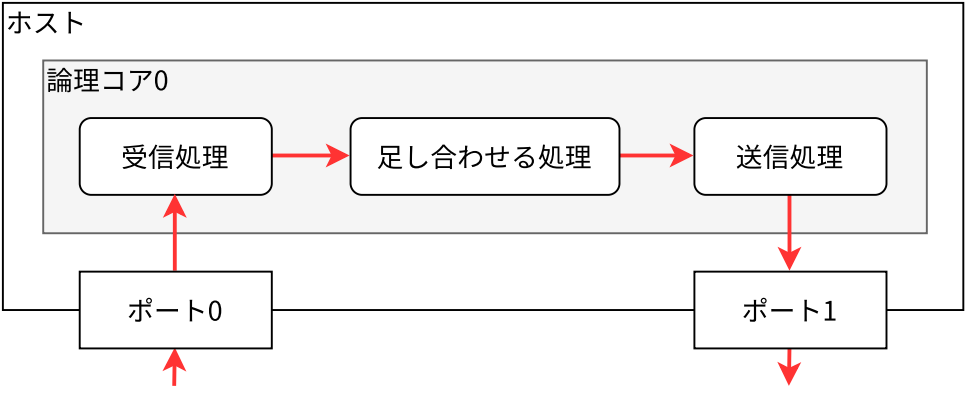 ホスト
論理コア0
受信処理
足し合わせる処理
送信処理
ポート0
ポート1